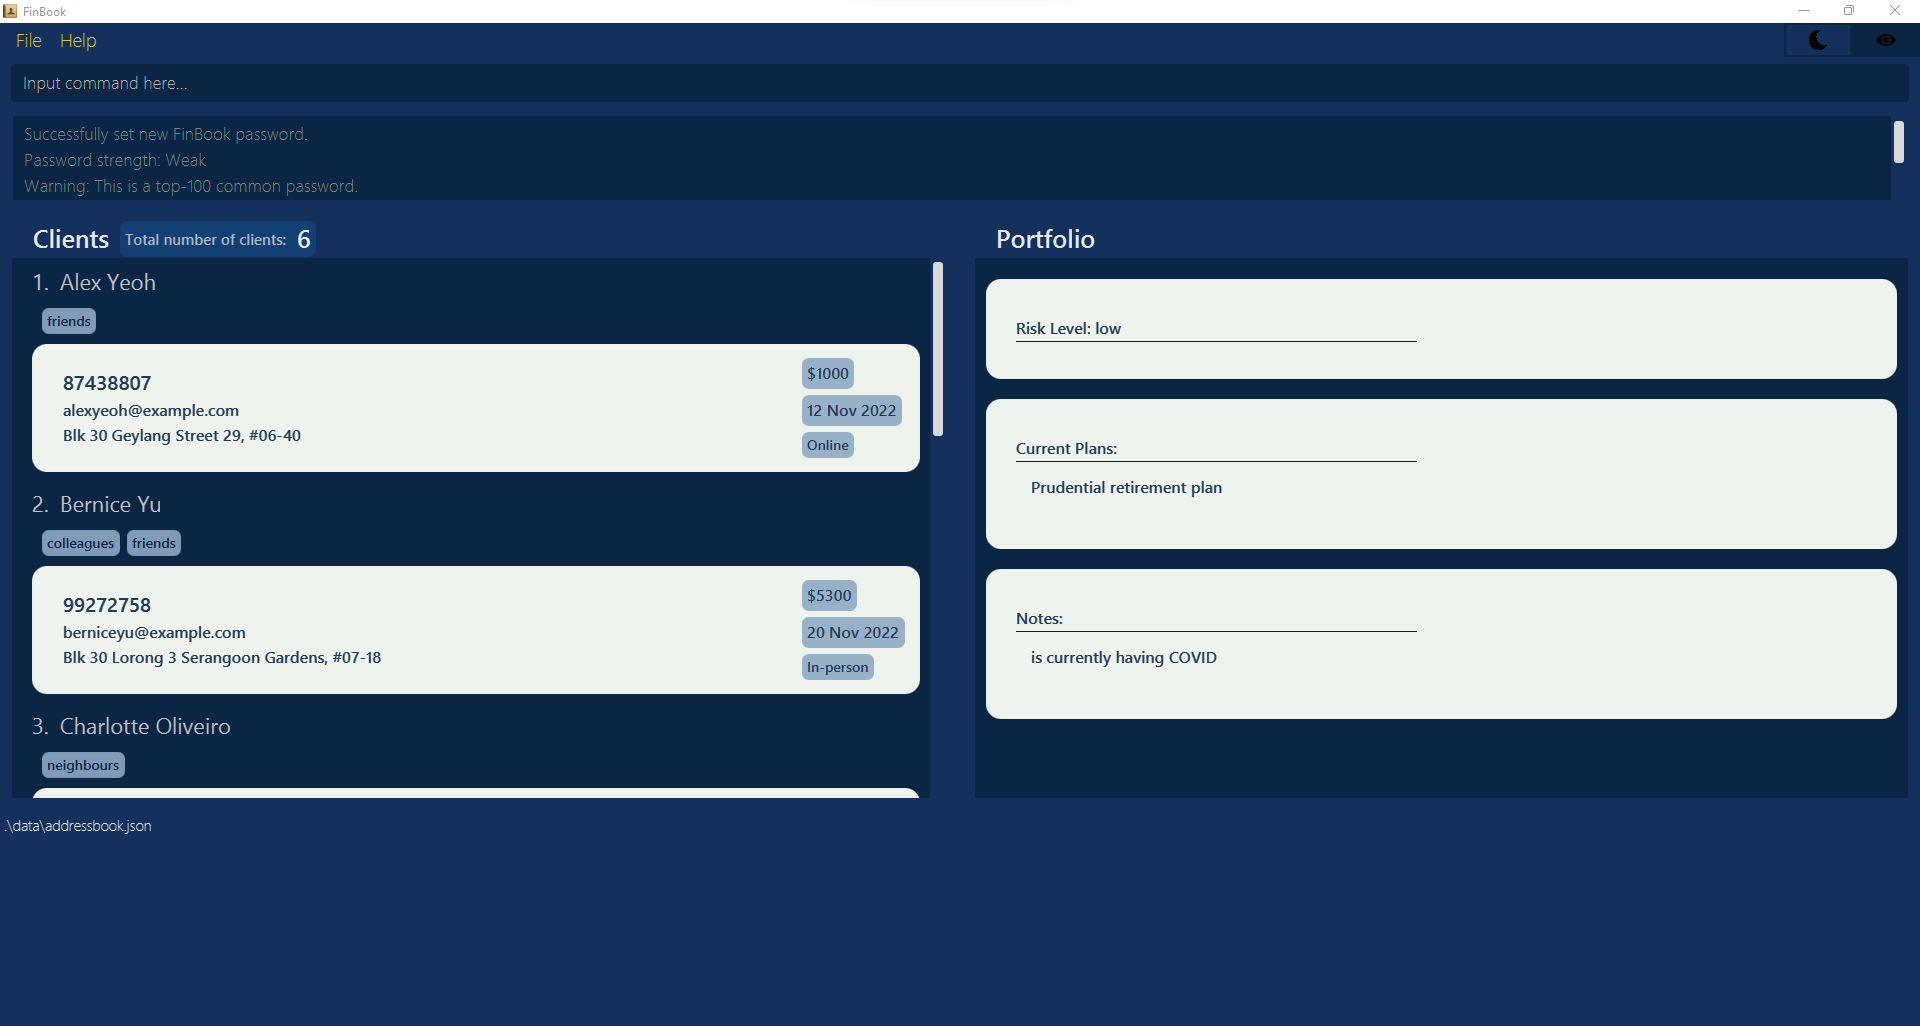 FinBook
File Help
Input command here...
Successfully set new FinBook password.
Password strength: Weak
Warning: This is a top-100 common password.
Clients Total number of clients: 6
1. Alex Yeoh
friends
87438807
alexyeoh@example.com
Blk 30 Geylang Street 29, #06-40
$1000
12 Nov 2022
Online
2. Bernice Yu
colleagues friends
99272758
berniceyu@example.com
Blk 30 Lorong 3 Serangoon Gardens, #07-18
$5300
20 Nov 2022
In-person
3. Charlotte Oliveiro
neighbours
Portfolio
Risk Level: low
Current Plans:
Prudential retirement plan
Notes:
is currently having COVID
.\data\addressbook.json